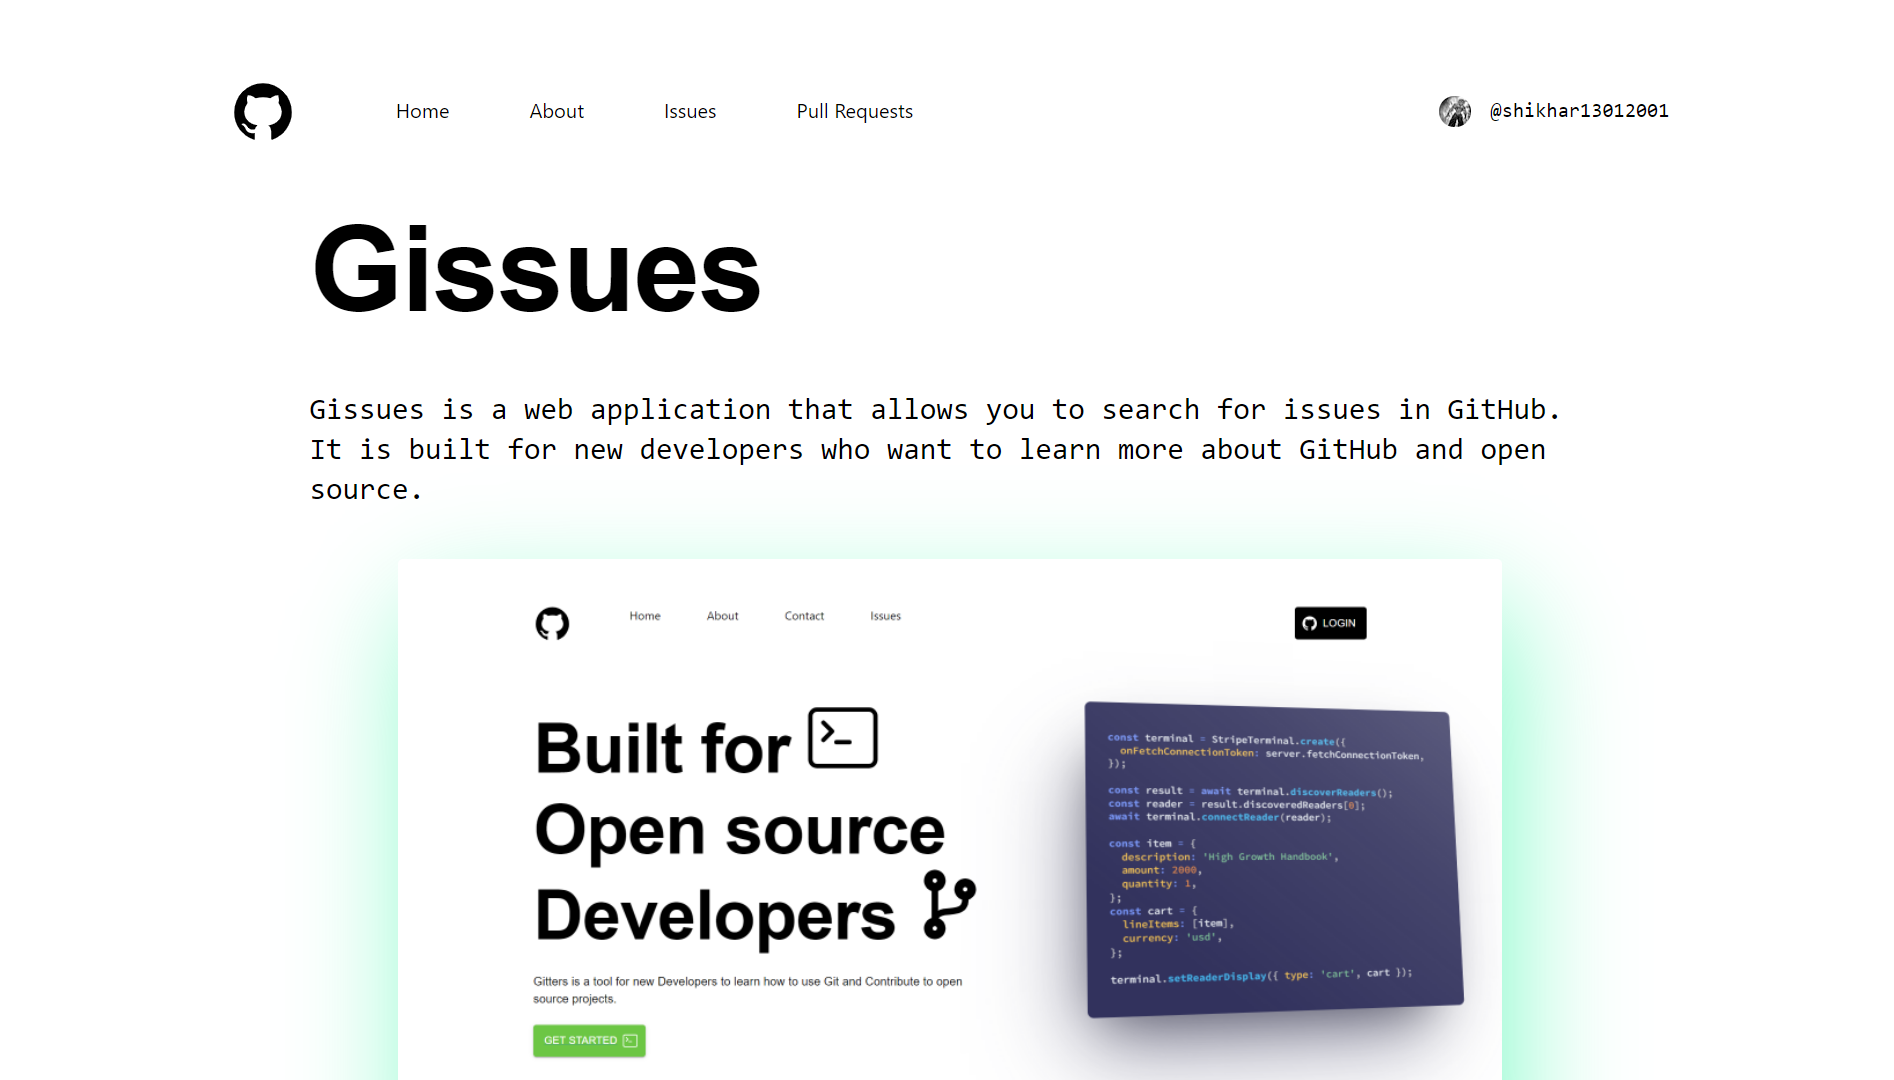 Home About Issues Pull Requests @shikhar13012001
Gissues
Gissues is a web application that allows you to search for issues in GitHub.
It is built for new developers who want to learn more about GitHub and open
source.
Home About Contact Issues LOGIN
Built for
Open source
Developers
Gitters is a tool for new Developers to learn how to use Git and Contribute to open
source projects.
GET STARTED
const terminal = StripeTerminal.create({
onFetchConnectionToken: server.fetchConnectionToken,
});
const result = await terminal.discoverReaders();
const reader = result.discoveredReaders[0];
await terminal.connectReader(reader);
const item = {
description: 'High Growth Handbook',
amount: 2000,
quantity: 1,
};
const cart = {
lineItems: [item],
currency: 'usd',
};
terminal.setReaderDisplay({ type: 'cart', cart });